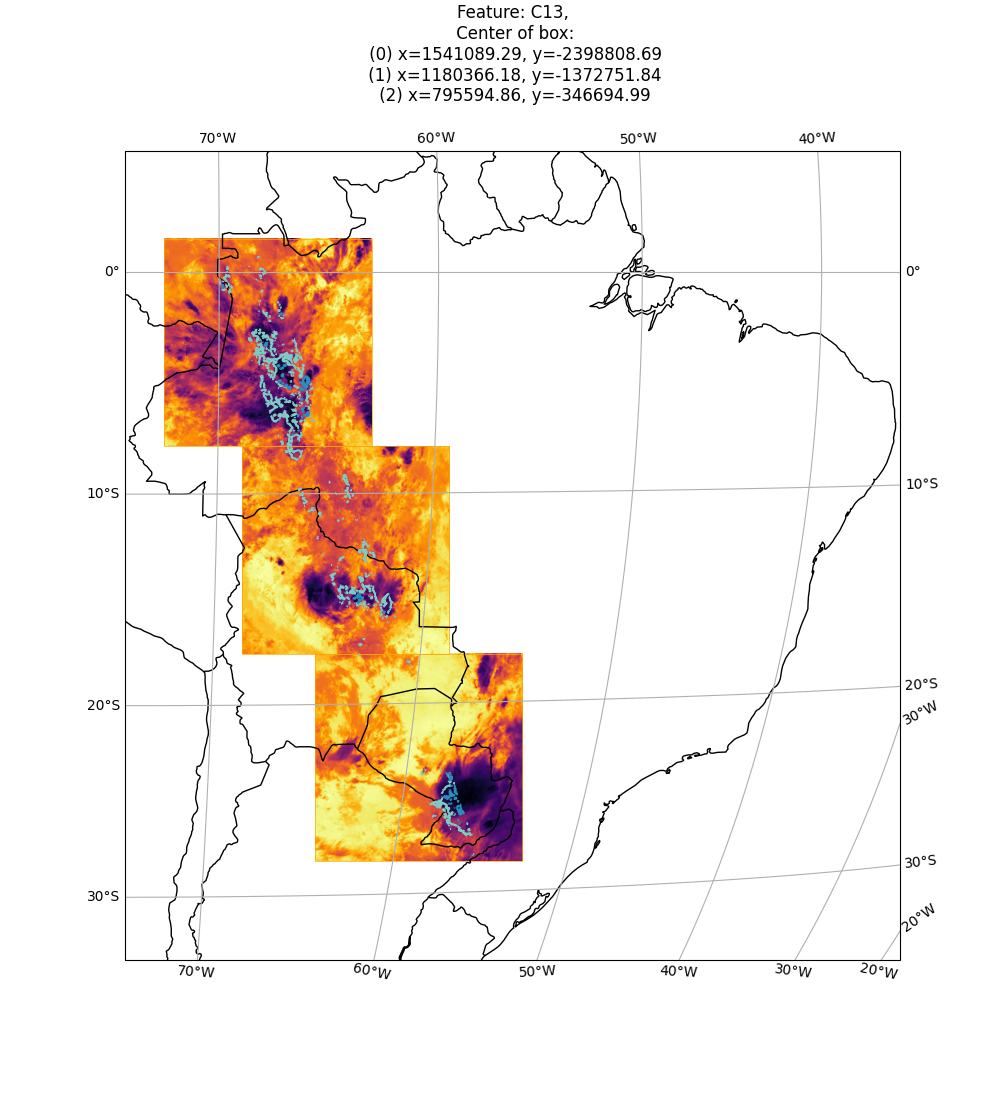 Feature: C13,
Center of box:
(0) x=1541089.29, y=-2398808.69
(1) x=1180366.18, y=-1372751.84
(2) x=795594.86, y=-346694.99
70°W 60°W 50°W 40°W
0° 0°
10°S 10°S
20°S 20°S
30°W
30°S 30°S
20°W
70°W 60°W 50°W 40°W 30°W 20°W